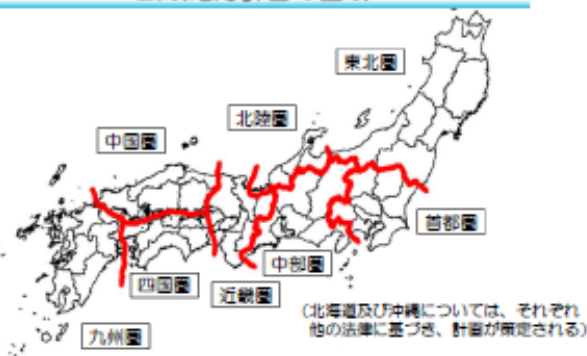 東北圏
北陸圏
中国圏
首都圏
中部圏
四国圏
近畿圏
九州圏
(北海道及び沖縄については、それぞれ
他の法律に基づき、計画が策定される)